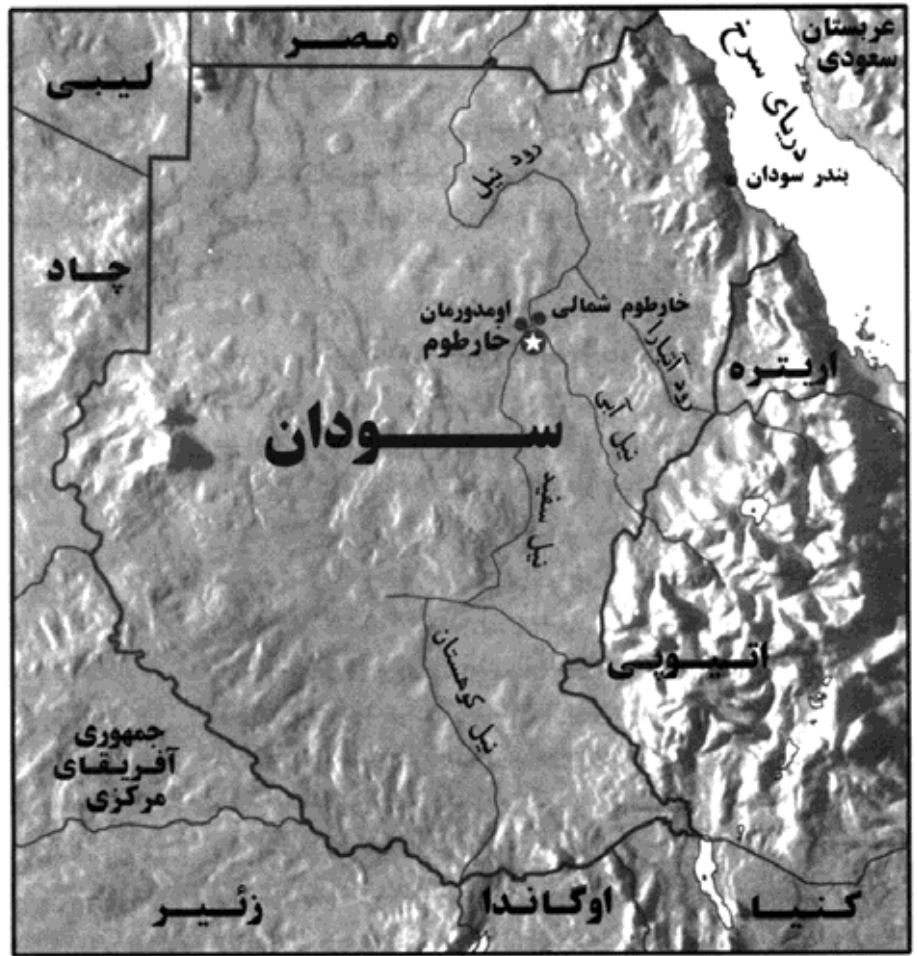 مصر
عربستان
سعودی
لیبی
دریای سرخ
رود نیل
بندر سودان
چاد
خارطوم شمالی
اومدورمان
خارطوم
رود آتبارا
اریتره
نیل آبی
سودان
نیل سفید
نیل کوهستان
اتیوپی
جمهوری
آفریقای
مرکزی
زئیر
اوگاندا
کنیا